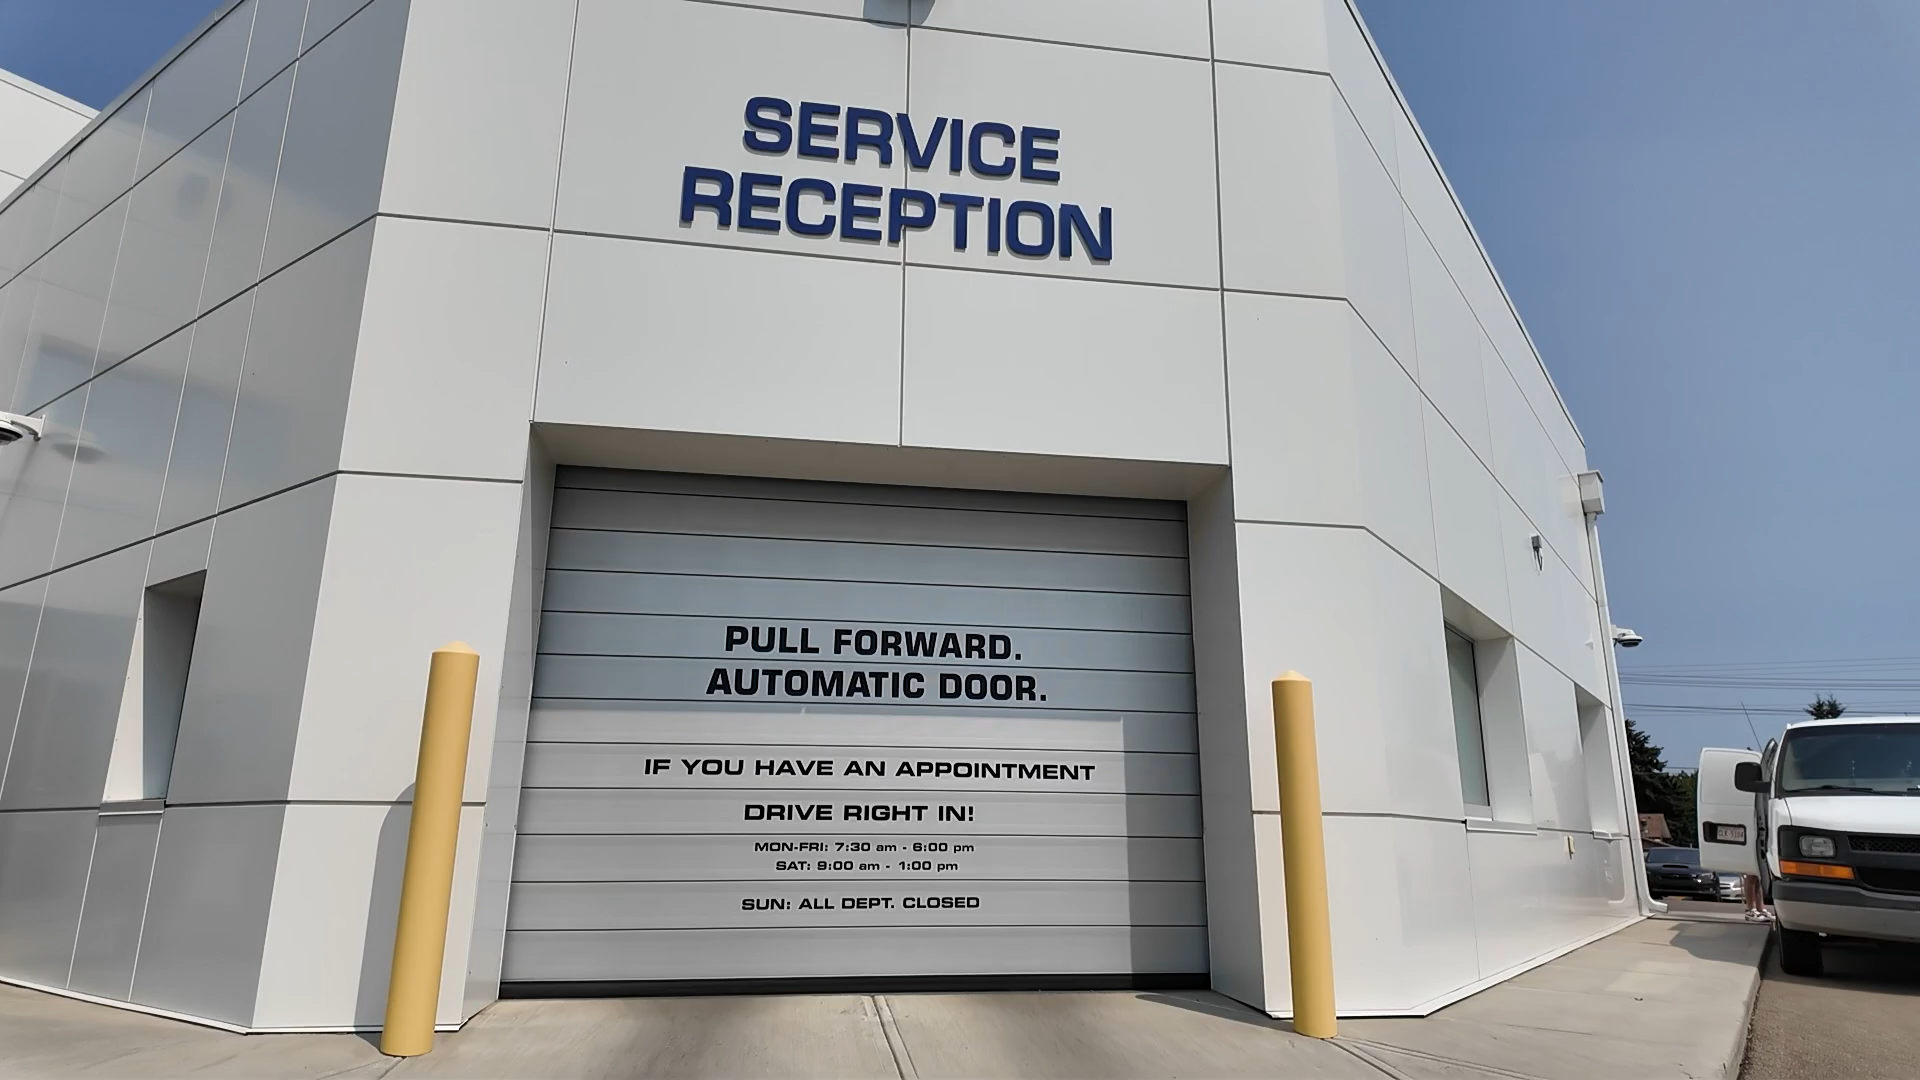 SERVICE
RECEPTION
PULL FORWARD.
AUTOMATIC DOOR.
IF YOU HAVE AN APPOINTMENT
DRIVE RIGHT IN!
MON-FRI: 7:30 am - 6:00 pm
SAT: 9:00 am - 1:00 pm
SUN: ALL DEPT. CLOSED